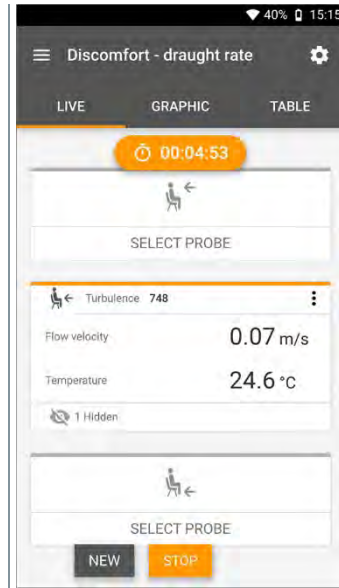 40% 15:15
Discomfort - draught rate
LIVE GRAPHIC TABLE
00:04:53
SELECT PROBE
Turbulence 748
Flow velocity 0.07 m/s
Temperature 24.6 °C
1 Hidden
SELECT PROBE
NEW STOP